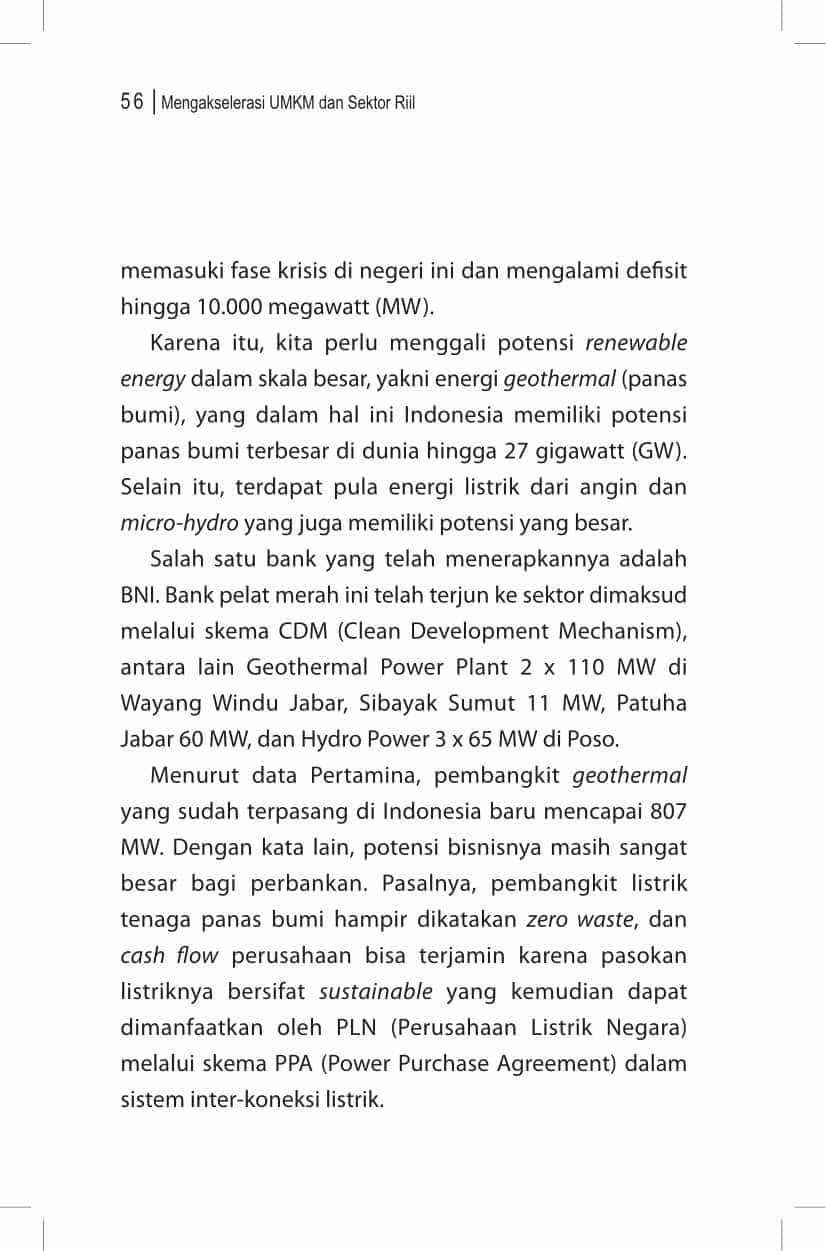 56 | Mengakselerasi UMKM dan Sektor Riil
memasuki fase krisis di negeri ini dan mengalami defisit
hingga 10.000 megawatt (MW).
Karena itu, kita perlu menggali potensi renewable
energy dalam skala besar, yakni energi geothermal (panas
bumi), yang dalam hal ini Indonesia memiliki potensi
panas bumi terbesar di dunia hingga 27 gigawatt (GW).
Selain itu, terdapat pula energi listrik dari angin dan
micro-hydro yang juga memiliki potensi yang besar.
Salah satu bank yang telah menerapkannya adalah
BNI. Bank pelat merah ini telah terjun ke sektor dimaksud
melalui skema CDM (Clean Development Mechanism),
antara lain Geothermal Power Plant 2 x 110 MW di
Wayang Windu Jabar, Sibayak Sumut 11 MW, Patuha
Jabar 60 MW, dan Hydro Power 3 x 65 MW di Poso.
Menurut data Pertamina, pembangkit geothermal
yang sudah terpasang di Indonesia baru mencapai 807
MW. Dengan kata lain, potensi bisnisnya masih sangat
besar bagi perbankan. Pasalnya, pembangkit listrik
tenaga panas bumi hampir dikatakan zero waste, dan
cash flow perusahaan bisa terjamin karena pasokan
listriknya bersifat sustainable yang kemudian dapat
dimanfaatkan oleh PLN (Perusahaan Listrik Negara)
melalui skema PPA (Power Purchase Agreement) dalam
sistem inter-koneksi listrik.